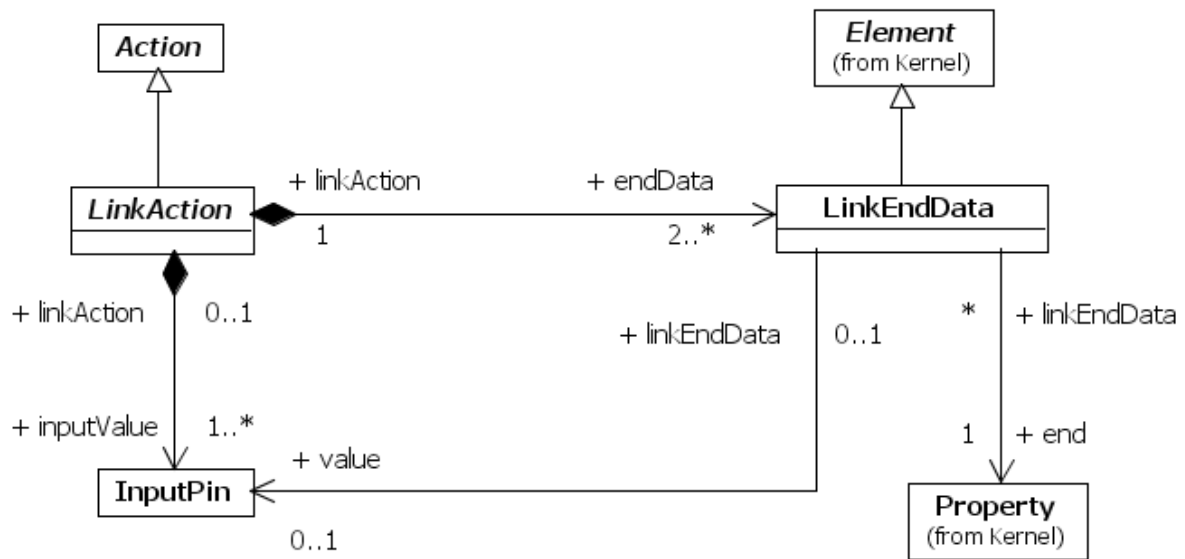 Action
Element
(from Kernel)
+ linkAction
+ endData
LinkAction
LinkEndData
1
2..*
+ linkAction
0..1
+ linkEndData
0..1
*
+ linkEndData
+ inputValue
1..*
+ value
1
+ end
InputPin
0..1
Property
(from Kernel)